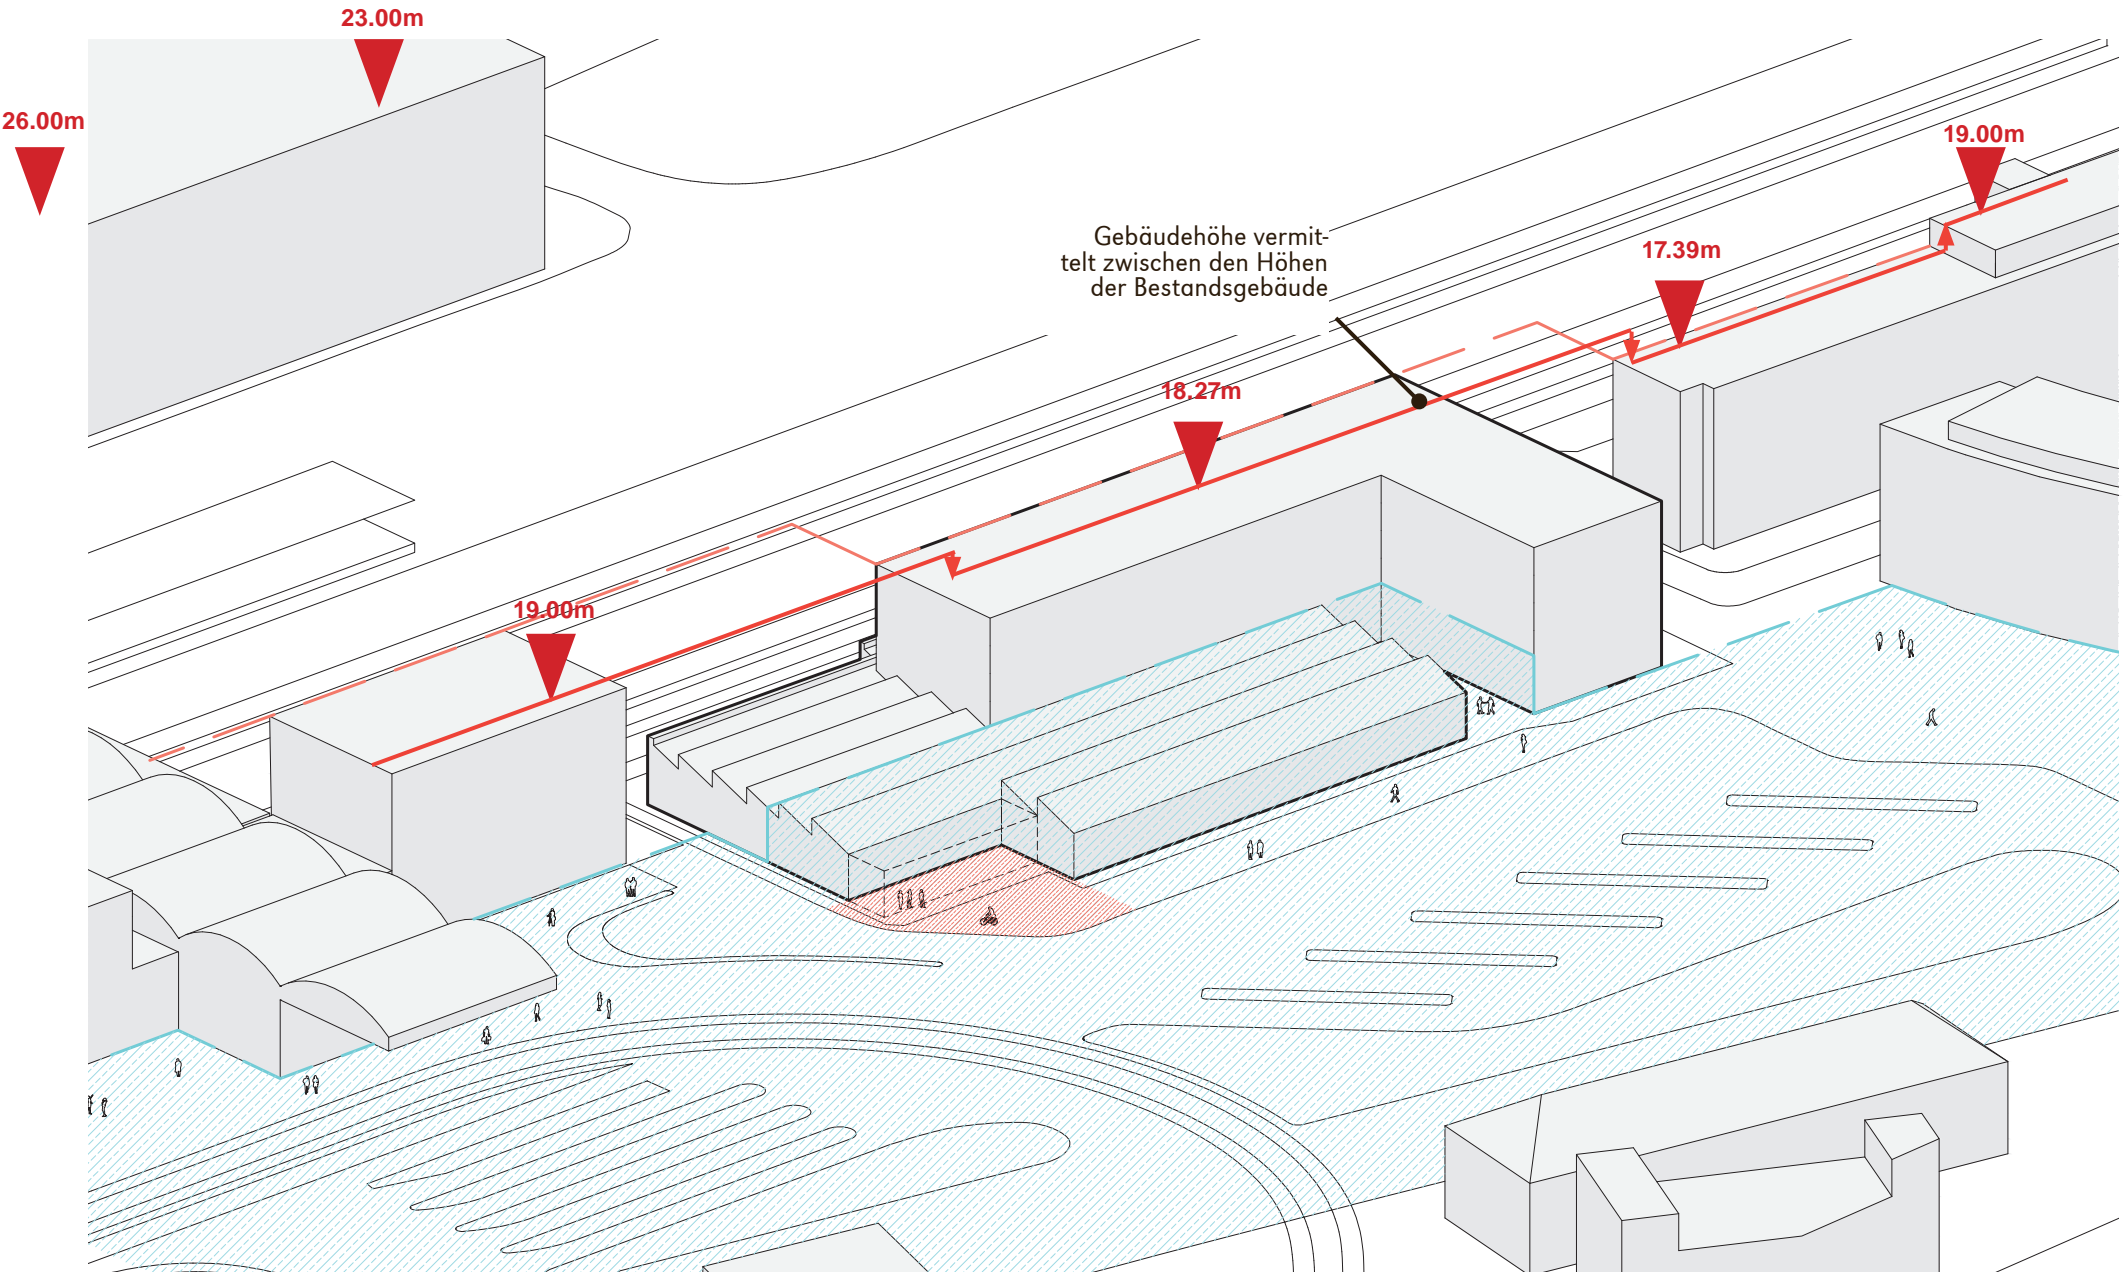 23.00m
26.00m
19.00m
Gebäudehöhe vermit-
telt zwischen den Höhen
der Bestandsgebäude
17.39m
18.27m
19.00m